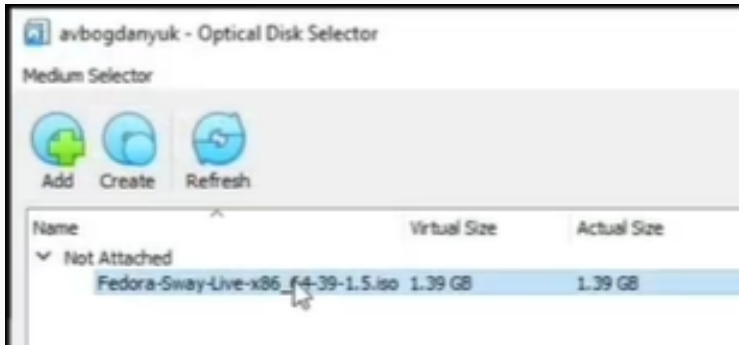 avbogdanyuk - Optical Disk Selector
Medium Selector
Add Create Refresh
Name Virtual Size Actual Size
Not Attached
Fedora-Sway-Live-x86_64-39-1.5.iso 1.39 GB 1.39 GB